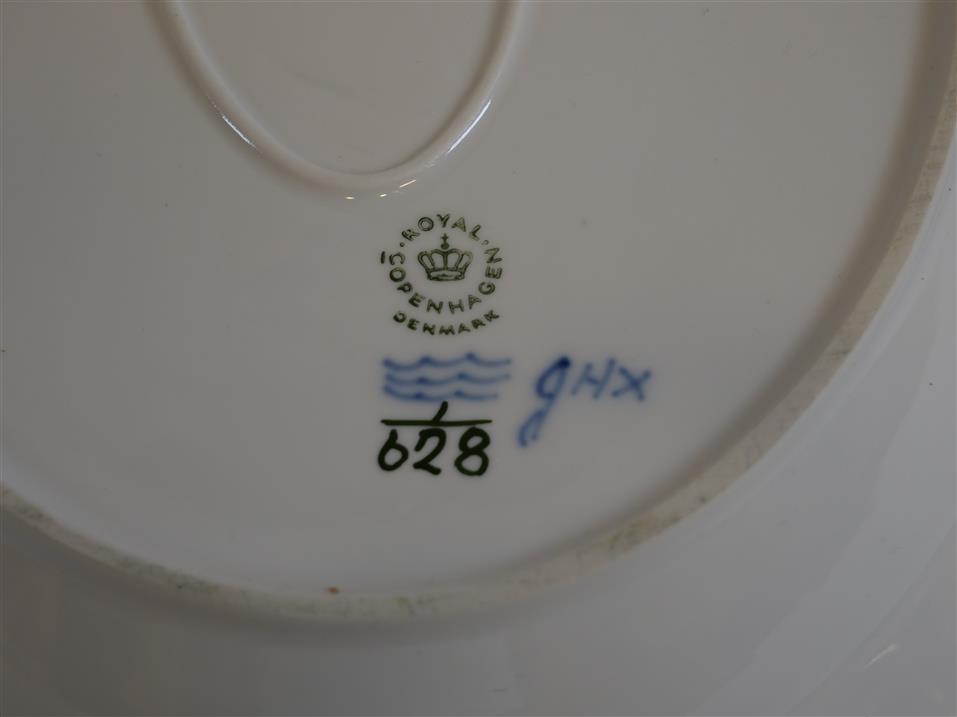 ROYAL COPENHAGEN
DENMARK
gHX
1/628